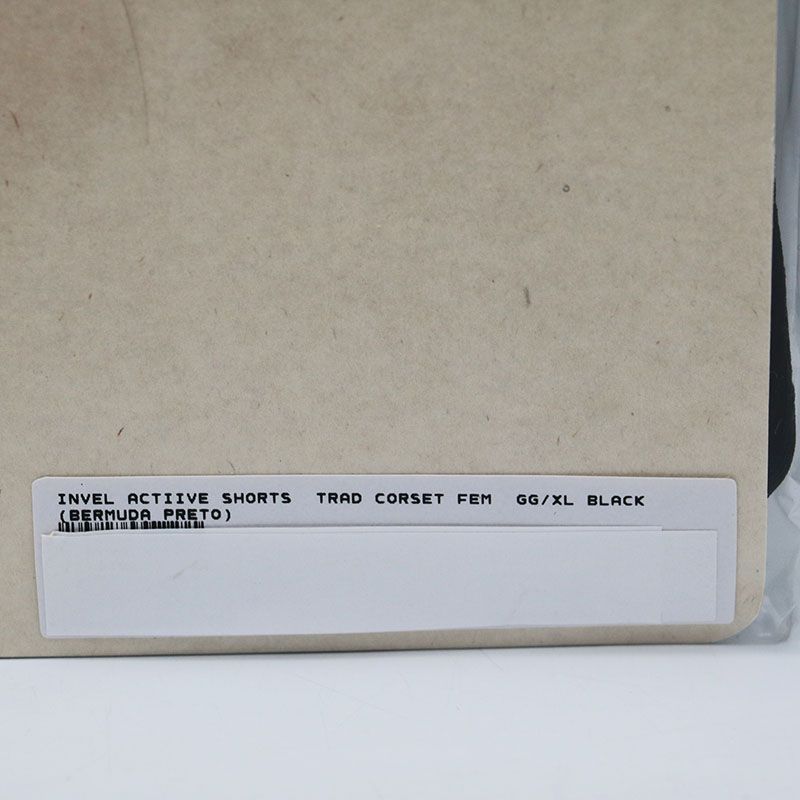 INVEL ACTIIVE SHORTS  TRAD CORSET FEM  GG/XL BLACK
(BERMUDA PRETO)